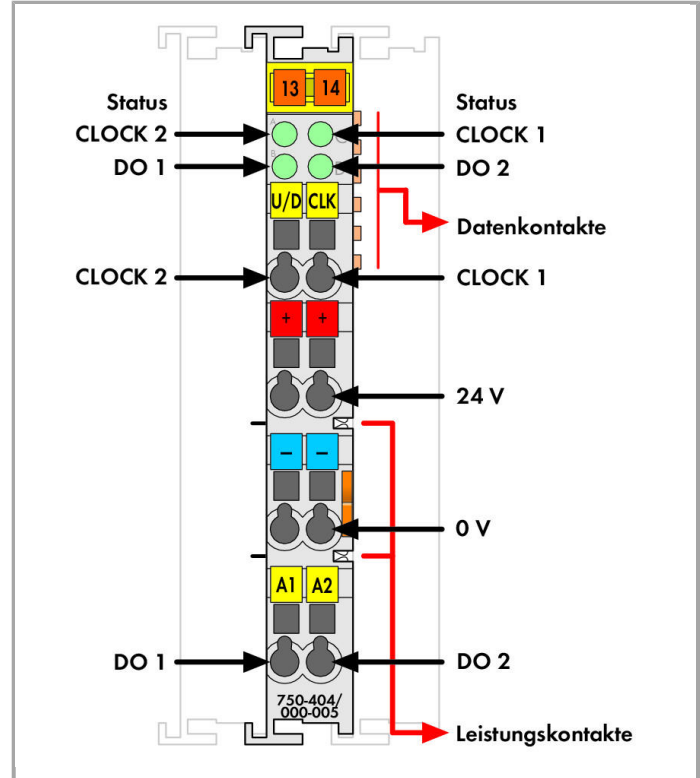 13 14
Status Status
CLOCK 2 CLOCK 1
A C
DO 1 DO 2
B D
U/D CLK
Datenkontakte
CLOCK 2 CLOCK 1
+ +
24 V
— —
0 V
A1 A2
DO 1 DO 2
750-404/
000-005
Leistungskontakte